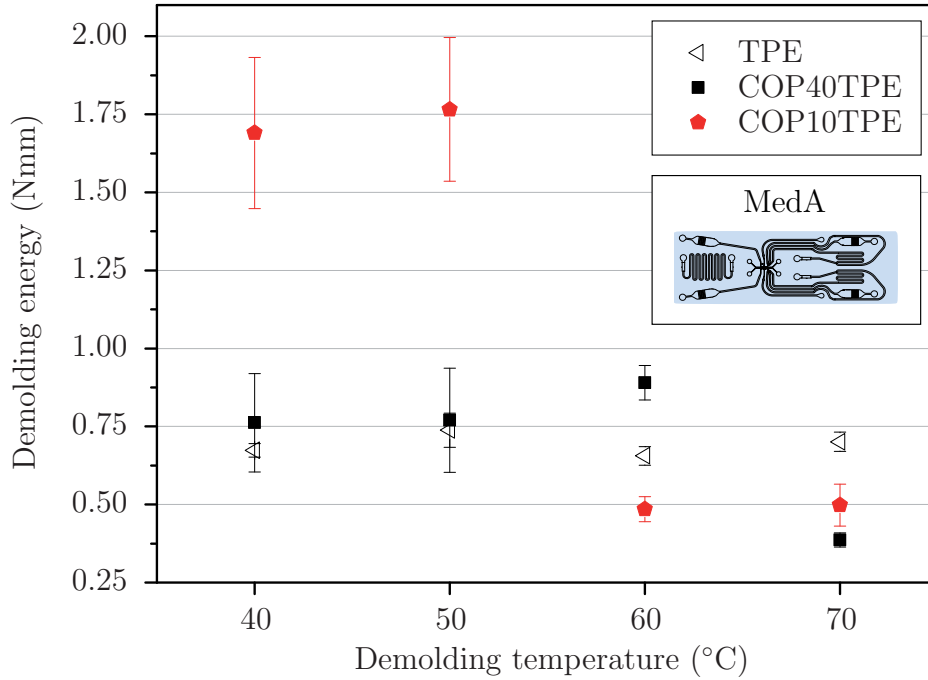 2.00
1.75
1.50
1.25
1.00
0.75
0.50
0.25
Demolding energy (Nmm)
40
50
60
70
Demolding temperature (°C)
TPE
COP40TPE
COP10TPE
MedA